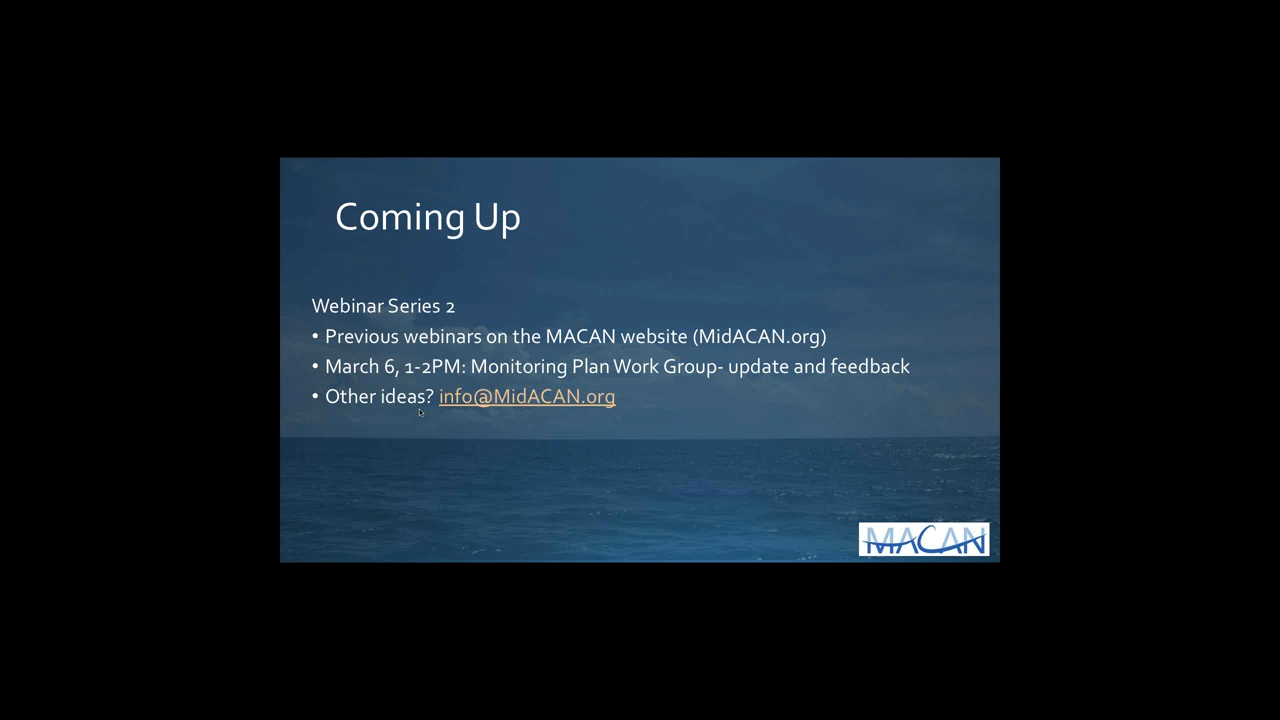 Coming Up
Webinar Series 2
• Previous webinars on the MACAN website (MidACAN.org)
• March 6, 1-2PM: Monitoring Plan Work Group- update and feedback
• Other ideas? info@MidACAN.org
MACAN